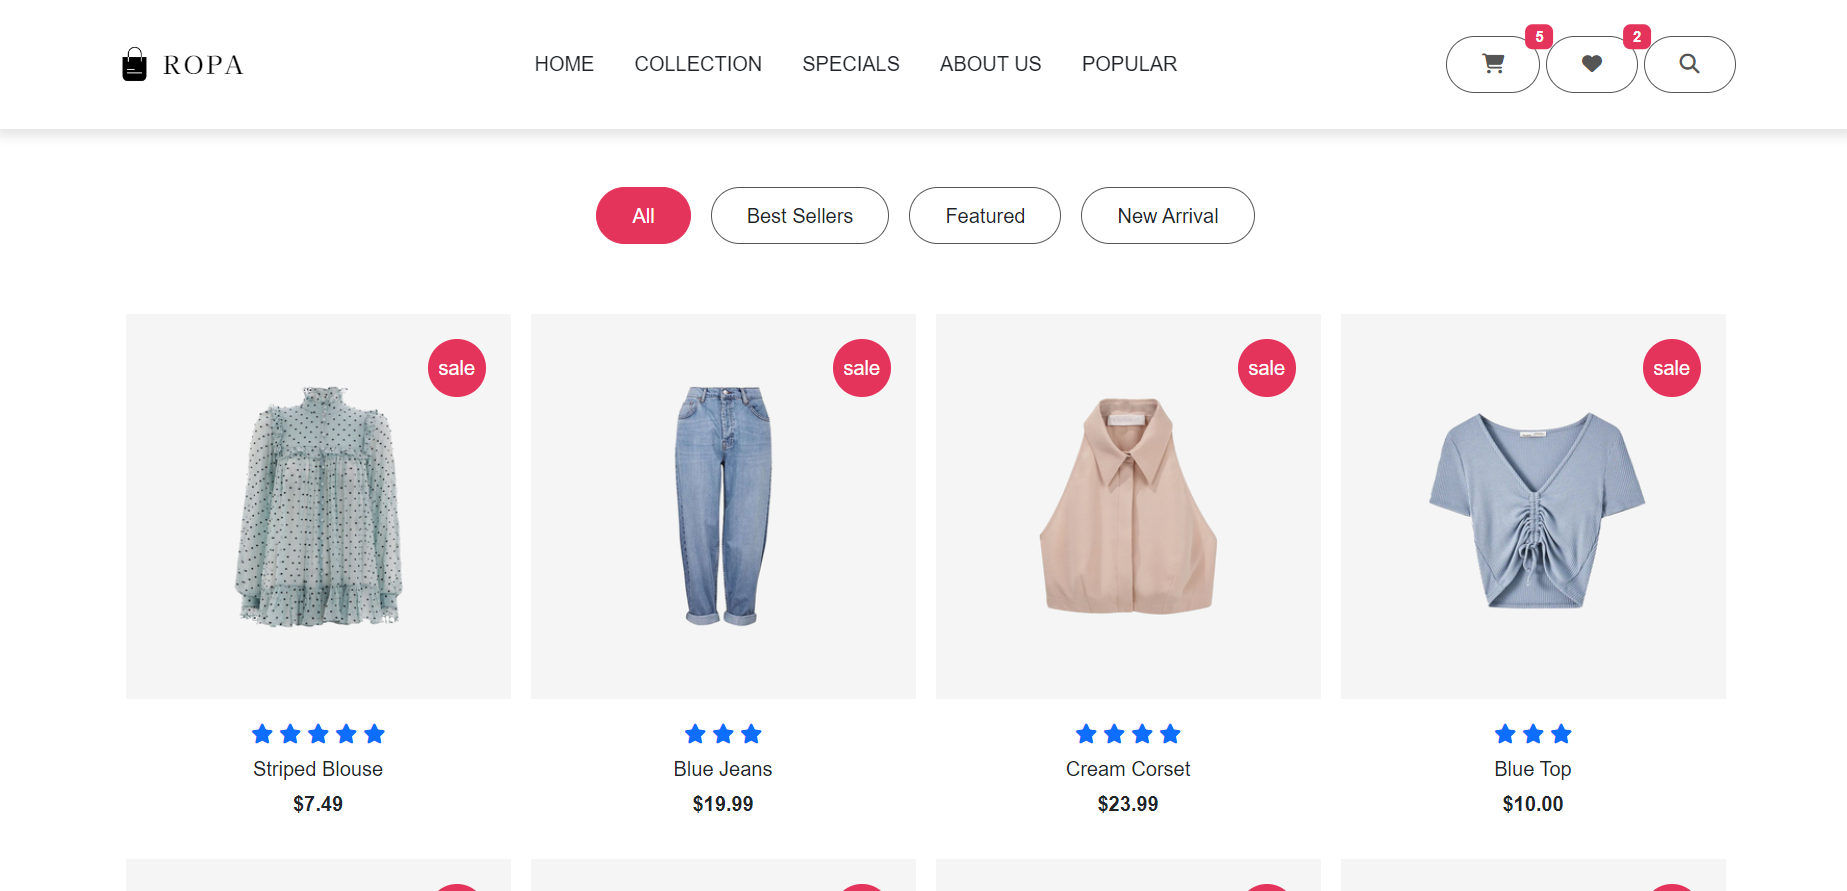 ROPA
HOME COLLECTION SPECIALS ABOUT US POPULAR
5
2
All
Best Sellers
Featured
New Arrival
sale
sale
sale
sale
Striped Blouse
$7.49
Blue Jeans
$19.99
Cream Corset
$23.99
Blue Top
$10.00